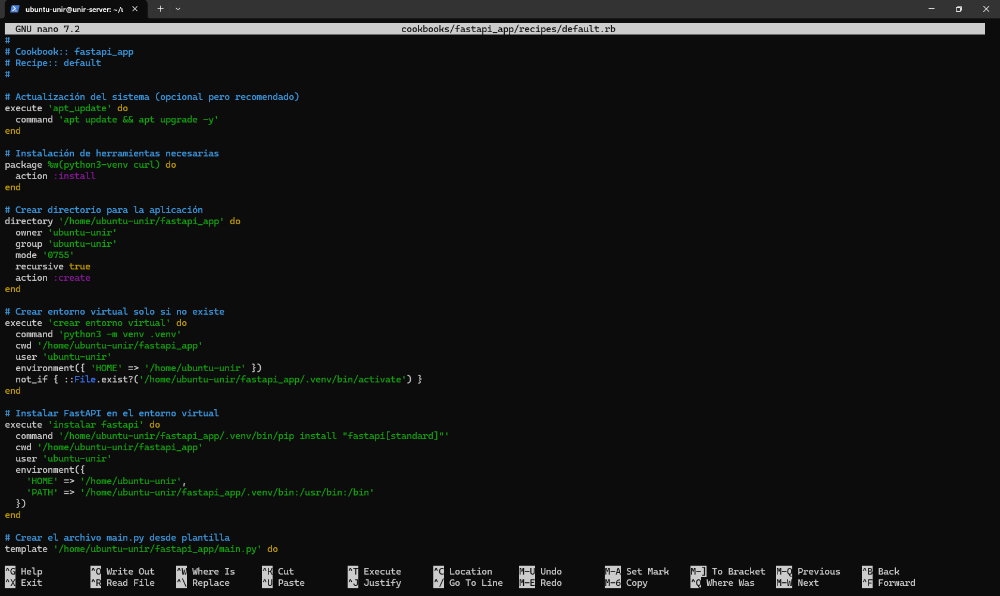 ubuntu-unir@unir-server: ~/u
GNU nano 7.2 cookbooks/fastapi_app/recipes/default.rb
#
# Cookbook:: fastapi_app
# Recipe:: default
#
# Actualización del sistema (opcional pero recomendado)
execute 'apt_update' do
  command 'apt update && apt upgrade -y'
end
# Instalación de herramientas necesarias
package %w(python3-venv curl) do
  action :install
end
# Crear directorio para la aplicación
directory '/home/ubuntu-unir/fastapi_app' do
  owner 'ubuntu-unir'
  group 'ubuntu-unir'
  mode '0755'
  recursive true
  action :create
end
# Crear entorno virtual solo si no existe
execute 'crear entorno virtual' do
  command 'python3 -m venv .venv'
  cwd '/home/ubuntu-unir/fastapi_app'
  user 'ubuntu-unir'
  environment({ 'HOME' => '/home/ubuntu-unir' })
  not_if { ::File.exist?('/home/ubuntu-unir/fastapi_app/.venv/bin/activate') }
end
# Instalar FastAPI en el entorno virtual
execute 'instalar fastapi' do
  command '/home/ubuntu-unir/fastapi_app/.venv/bin/pip install "fastapi[standard]"'
  cwd '/home/ubuntu-unir/fastapi_app'
  user 'ubuntu-unir'
  environment({
    'HOME' => '/home/ubuntu-unir',
    'PATH' => '/home/ubuntu-unir/fastapi_app/.venv/bin:/usr/bin:/bin'
  })
end
# Crear el archivo main.py desde plantilla
template '/home/ubuntu-unir/fastapi_app/main.py' do
^G Help ^O Write Out ^W Where Is ^K Cut ^T Execute ^C Location M-U Undo M-A Set Mark M-] To Bracket M-Q Previous ^B Back
^X Exit ^R Read File ^\ Replace ^U Paste ^J Justify ^/ Go To Line M-E Redo M-6 Copy ^Q Where Was M-W Next ^F Forward